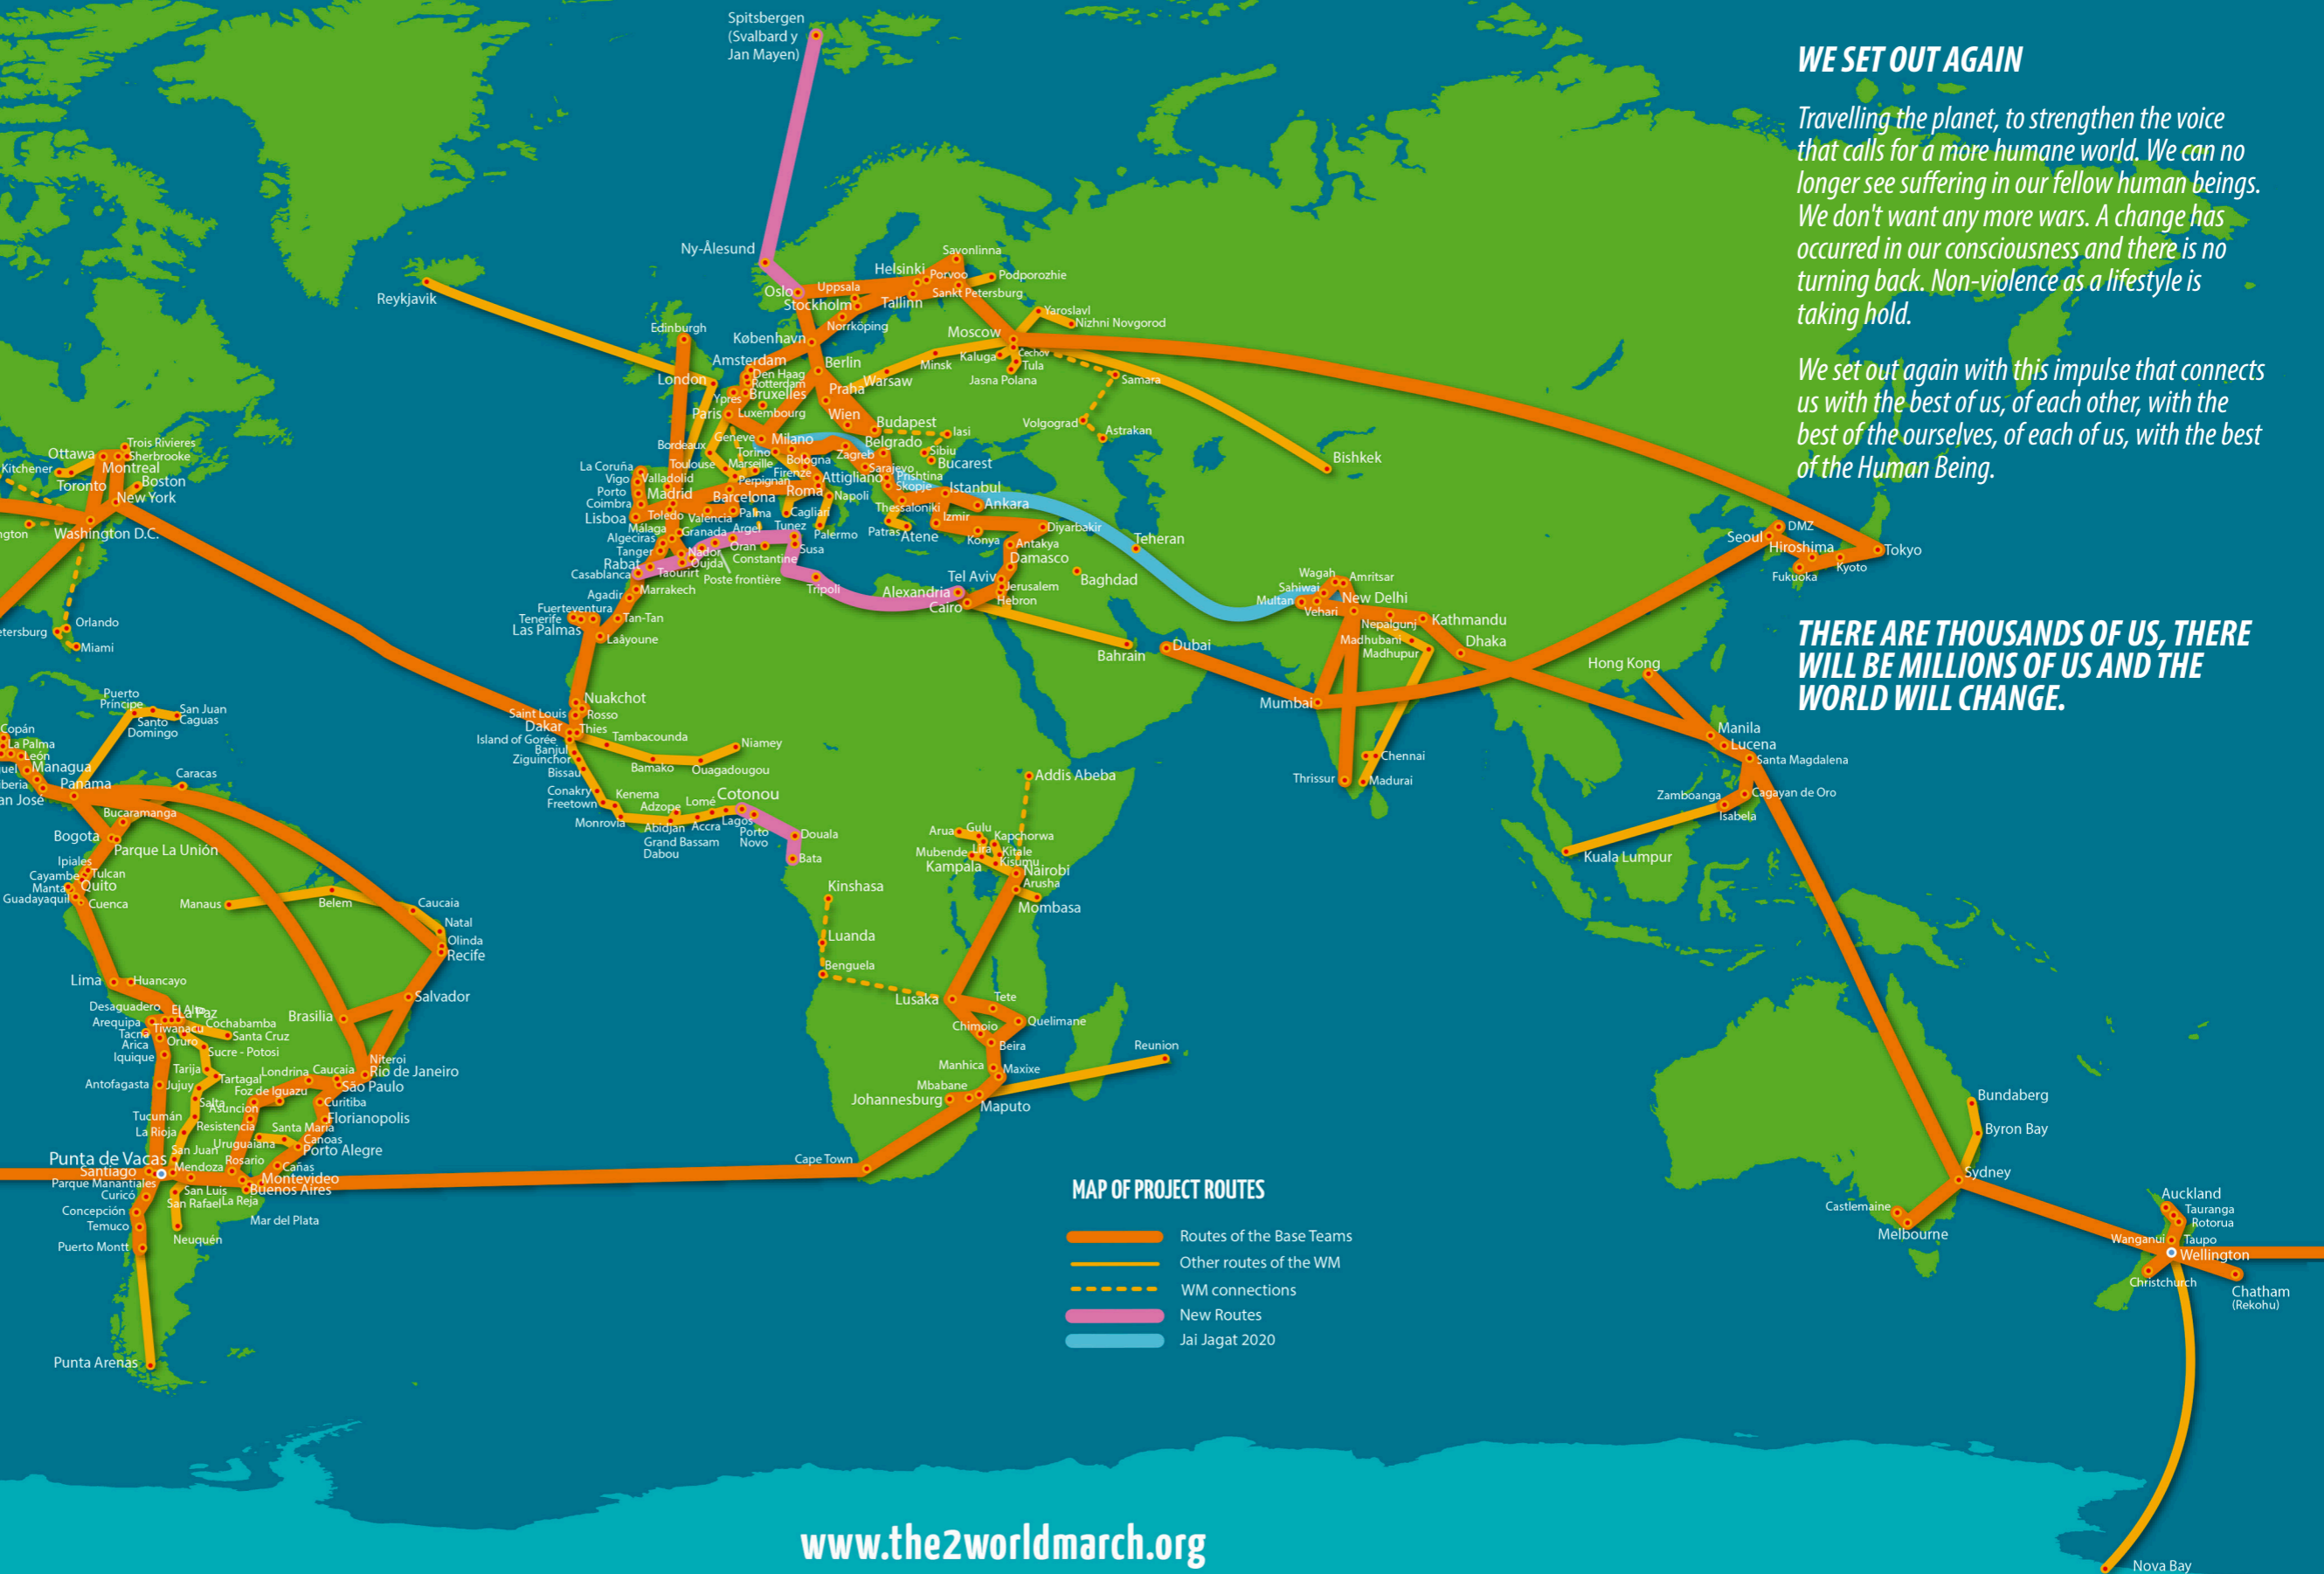 Spitsbergen
(Svalbard y
Jan Mayen)
WE SET OUT AGAIN
Travelling the planet, to strengthen the voice
that calls for a more humane world. We can no
longer see suffering in our fellow human beings.
We don't want any more wars. A change has
occurred in our consciousness and there is no
turning back. Non-violence as a lifestyle is
taking hold.
We set out again with this impulse that connects
us with the best of us, of each other, with the
best of the ourselves, of each of us, with the best
of the Human Being.
THERE ARE THOUSANDS OF US, THERE
WILL BE MILLIONS OF US AND THE
WORLD WILL CHANGE.
Ny-Ålesund
Reykjavik
Oslo
Uppsala
Stockholm
Norrköping
Helsinki
Porvoo
Savonlinna
Podporozhie
Sankt Petersburg
Tallinn
Edinburgh
København
Moscow
Yaroslavl
Nizhni Novgorod
Kaluga
Cechov
Tula
Jasna Polana
Samara
Volgograd
Astrakan
Bishkek
Amsterdam
Berlin
Minsk
London
Den Haag
Rotterdam
Ypres
Bruxelles
Praha
Warsaw
Paris
Luxembourg
Wien
Budapest
Iasi
Geneve
Milano
Belgrado
Bordeaux
Torino
Bologna
Zagreb
Sibiu
Bucarest
Toulouse
Marseille
Firenze
Sarajevo
Prishtina
Attigliano
Skopje
La Coruña
Vigo
Valladolid
Perpignan
Porto
Madrid
Barcelona
Roma
Napoli
Istanbul
Ankara
Coimbra
Thessaloniki
Lisboa
Toledo
Valencia
Palma
Cagliari
Izmir
Málaga
Granada
Argel
Tunez
Palermo
Patras
Atene
Konya
Diyarbakir
Algeciras
Tanger
Nador
Oran
Constantine
Susa
Antakya
Teheran
Rabat
Oujda
Damasco
Casablanca
Taourirt
Poste frontière
Tripoli
Tel Aviv
Baghdad
Marrakech
Alexandria
Jerusalem
Agadir
Cairo
Hebron
Fuerteventura
Tenerife
Tan-Tan
Las Palmas
Laâyoune
Bahrain
Dubai
Wagah
Amritsar
Sahiwai
Multan
Vehari
New Delhi
Nepalgunj
Kathmandu
Madhubani
Dhaka
Madhupur
Mumbai
Chennai
Thrissur
Madurai
Seoul
DMZ
Hiroshima
Tokyo
Fukuoka
Kyoto
Hong Kong
Manila
Lucena
Santa Magdalena
Zamboanga
Cagayan de Oro
Isabela
Kuala Lumpur
Trois Rivieres
Ottawa
Sherbrooke
Kitchener
Montreal
Toronto
Boston
New York
ngton
Washington D.C.
Orlando
etersburg
Miami
Puerto
Principe
San Juan
Caguas
Santo
Domingo
Copán
La Palma
León
uel
Managua
iberia
Panama
an José
Caracas
Bucaramanga
Bogota
Parque La Unión
Ipiales
Tulcan
Cayambe
Manta
Quito
Guadayaquil
Cuenca
Manaus
Belem
Caucaia
Natal
Olinda
Recife
Lima
Huancayo
Salvador
Brasilia
Desaguadero
El Alto
La Paz
Arequipa
Tiwanacu
Cochabamba
Tacna
Santa Cruz
Arica
Oruro
Iquique
Sucre - Potosi
Niteroi
Rio de Janeiro
Tarija
Londrina
Caucaia
Antofagasta
Jujuy
Tartagal
São Paulo
Foz de Iguazu
Salta
Asuncion
Curitiba
Tucumán
Florianopolis
La Rioja
Resistencia
Santa Maria
Uruguaiana
Canoas
San Juan
Porto Alegre
Punta de Vacas
Rosario
Santiago
Mendoza
Cañas
Parque Manantiales
Montevideo
Curicó
San Luis
Buenos Aires
San Rafael
La Reja
Concepción
Mar del Plata
Temuco
Neuquén
Puerto Montt
Punta Arenas
Nuakchot
Saint Louis
Rosso
Dakar
Thies
Island of Gorée
Tambacounda
Niamey
Banjul
Ziguinchor
Bamako
Ouagadougou
Bissau
Conakry
Kenema
Cotonou
Freetown
Adzope
Lomé
Monrovia
Abidjan
Accra
Lagos
Porto
Novo
Grand Bassam
Dabou
Douala
Bata
Kinshasa
Luanda
Benguela
Addis Abeba
Arua
Gulu
Kapchorwa
Mubende
Lira
Kitale
Kisumu
Kampala
Nairobi
Arusha
Mombasa
Lusaka
Tete
Chimoio
Quelimane
Beira
Manhica
Maxixe
Reunion
Mbabane
Johannesburg
Maputo
Cape Town
Bundaberg
Byron Bay
Sydney
Castlemaine
Melbourne
Auckland
Tauranga
Rotorua
Wanganui
Taupo
Wellington
Christchurch
Chatham
(Rekohu)
Nova Bay
MAP OF PROJECT ROUTES
Routes of the Base Teams
Other routes of the WM
WM connections
New Routes
Jai Jagat 2020
www.the2worldmarch.org